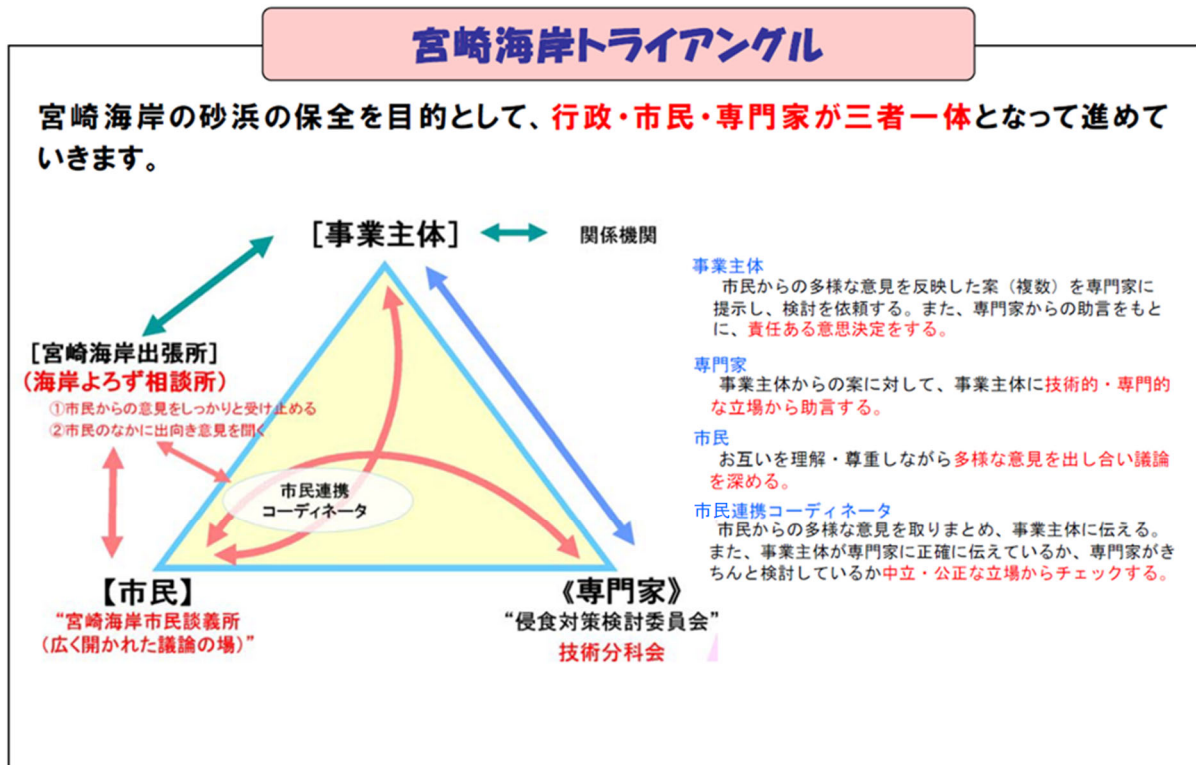 宮崎海岸トライアングル
宮崎海岸の砂浜の保全を目的として、行政・市民・専門家が三者一体となって進めて
いきます。
[事業主体]
関係機関
[宮崎海岸出張所]
(海岸よろず相談所)
①市民からの意見をしっかりと受け止める
②市民のなかに出向き意見を聞く
市民連携
コーディネータ
【市民】
“宮崎海岸市民談義所
(広く開かれた議論の場)”
《専門家》
“侵食対策検討委員会”
技術分科会
事業主体
市民からの多様な意見を反映した案（複数）を専門家に
提示し、検討を依頼する。また、専門家からの助言をもと
に、責任ある意思決定をする。
専門家
事業主体からの案に対して、事業主体に技術的・専門的
な立場から助言する。
市民
お互いを理解・尊重しながら多様な意見を出し合い議論
を深める。
市民連携コーディネータ
市民からの多様な意見を取りまとめ、事業主体に伝える。
また、事業主体が専門家に正確に伝えているか、専門家がき
ちんと検討しているか中立・公正な立場からチェックする。